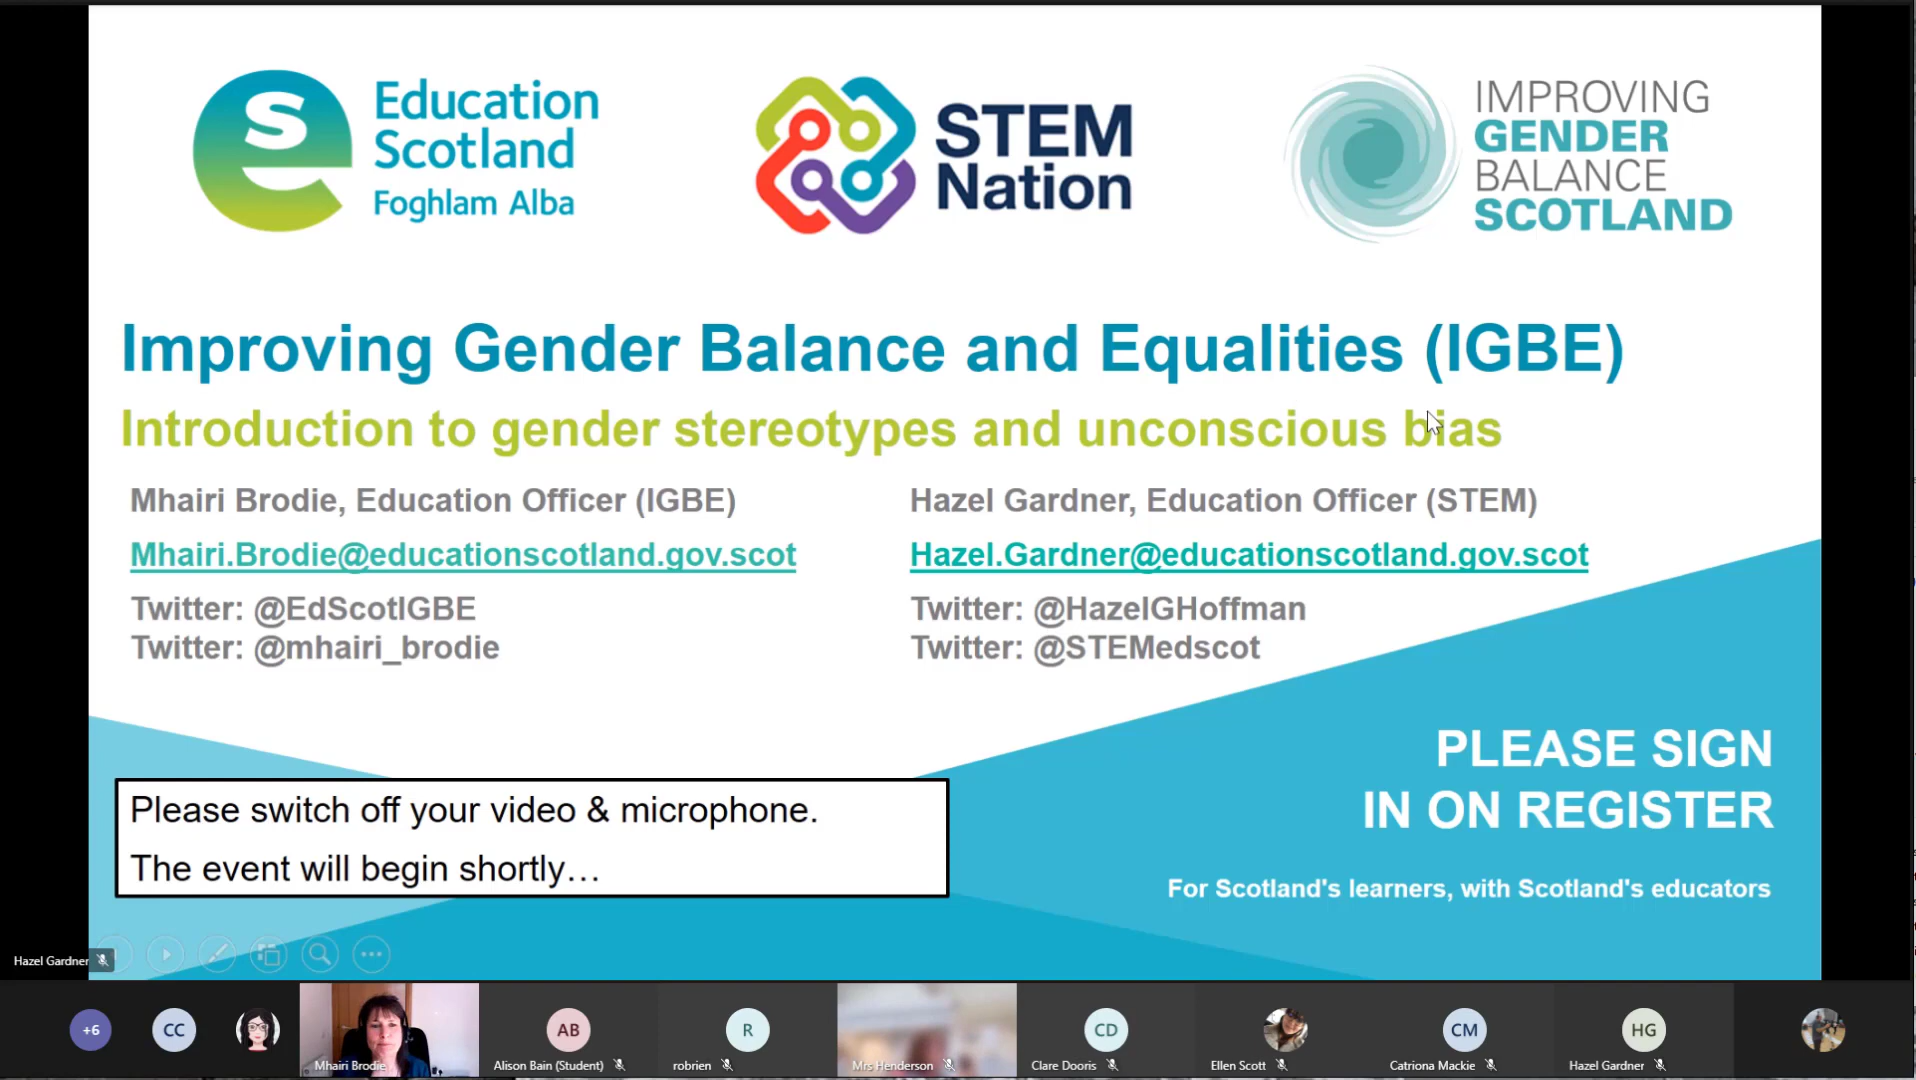 Education
Scotland
Foghlam Alba
STEM
Nation
IMPROVING
GENDER
BALANCE
SCOTLAND
Improving Gender Balance and Equalities (IGBE)
Introduction to gender stereotypes and unconscious bias
Mhairi Brodie, Education Officer (IGBE)
Mhairi.Brodie@educationscotland.gov.scot
Twitter: @EdScotIGBE
Twitter: @mhairi_brodie
Hazel Gardner, Education Officer (STEM)
Hazel.Gardner@educationscotland.gov.scot
Twitter: @HazelGHoffman
Twitter: @STEMedscot
Please switch off your video & microphone.
The event will begin shortly…
PLEASE SIGN
IN ON REGISTER
For Scotland's learners, with Scotland's educators
Hazel Gardner
+6
CC
Mhairi Brodie
AB
Alison Bain (Student)
R
robrien
Mrs Henderson
CD
Clare Dooris
Ellen Scott
CM
Catriona Mackie
HG
Hazel Gardner